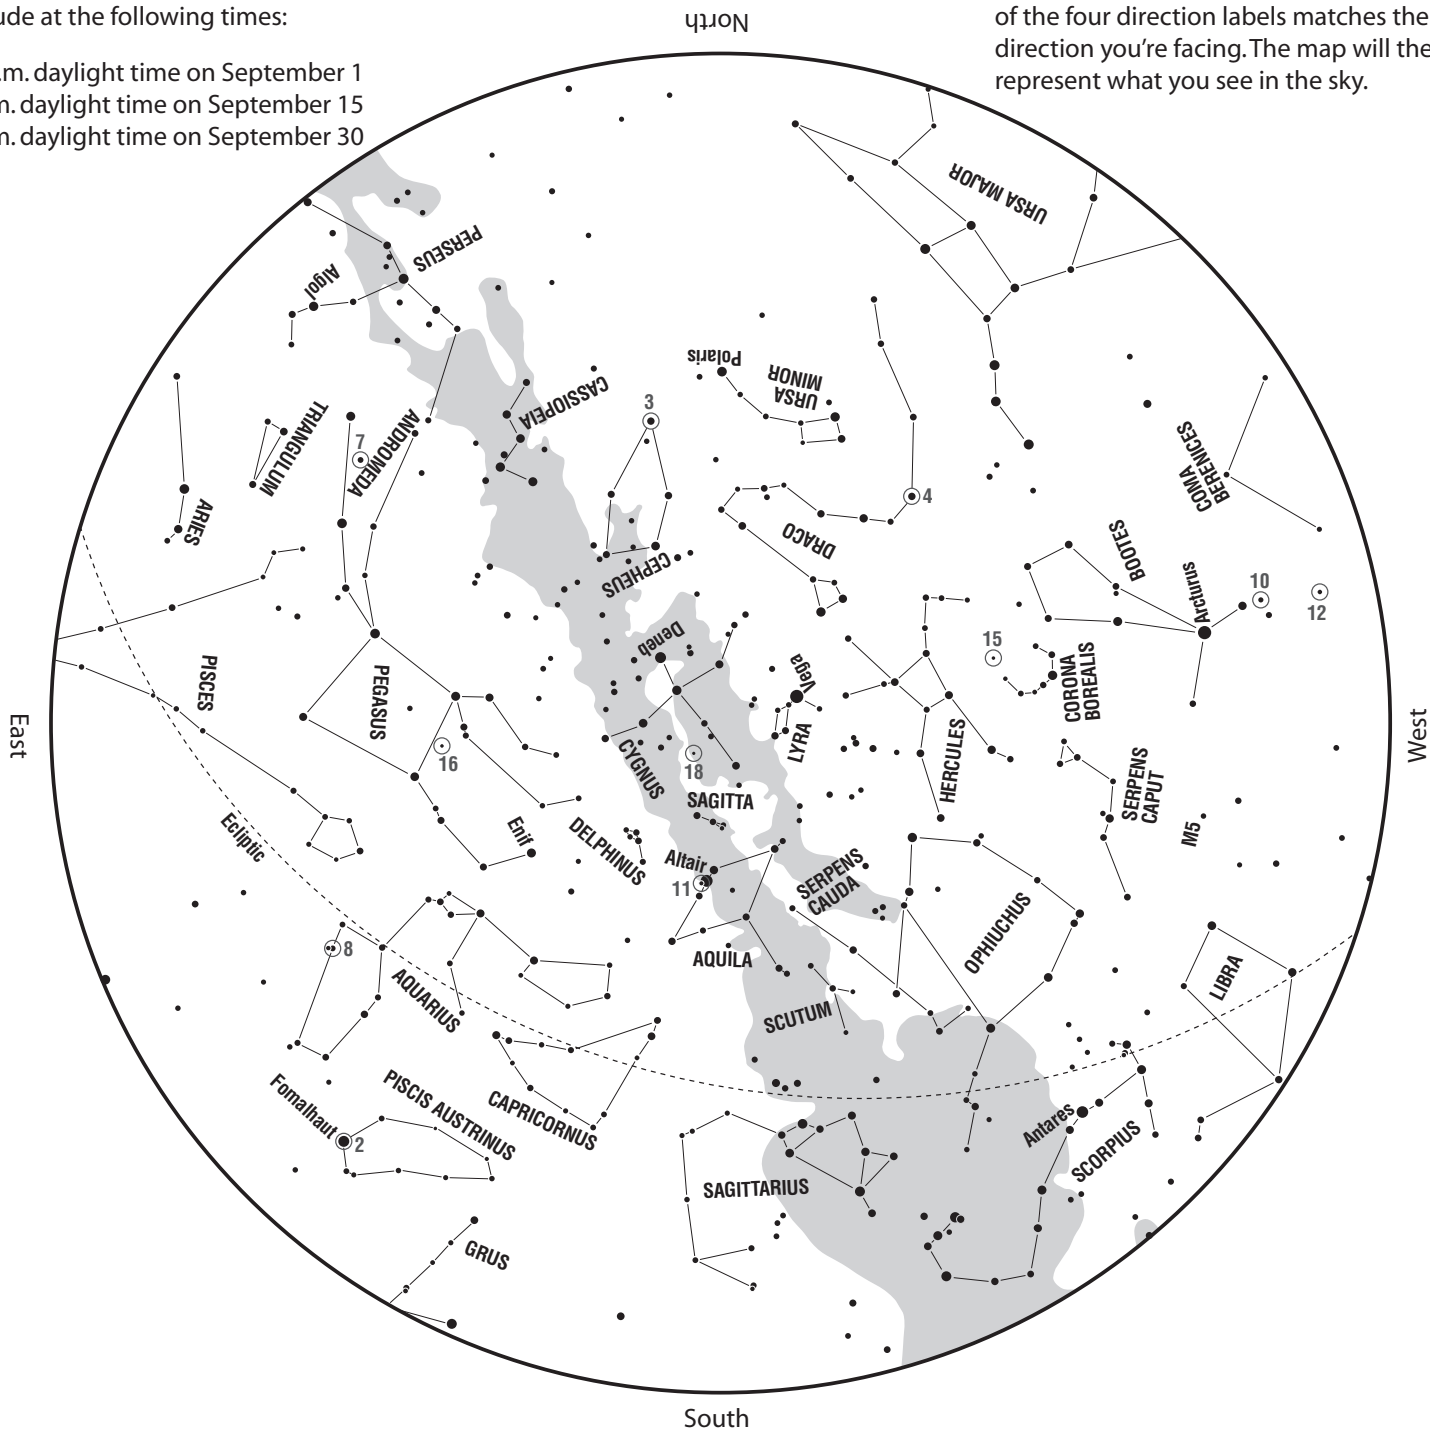 ude at the following times:
.m. daylight time on September 1
m. daylight time on September 15
m. daylight time on September 30
North
of the four direction labels matches the
direction you're facing. The map will the
represent what you see in the sky.
URSA MAJOR
PERSEUS
Algol
Polaris
URSA
MINOR
CASSIOPEIA
3
TRIANGULUM
ANDROMEDA
7
COMA
BERENICES
4
ARIES
DRACO
BOOTES
CEPHEUS
Arcturus
10
12
Deneb
15
PISCES
PEGASUS
Vega
CORONA
BOREALIS
East
West
16
CYGNUS
18
LYRA
HERCULES
SERPENS
CAPUT
SAGITTA
M5
Ecliptic
Enif
DELPHINUS
Altair
11
SERPENS
CAUDA
OPHIUCHUS
8
AQUARIUS
AQUILA
LIBRA
SCUTUM
Fomalhaut
2
PISCIS AUSTRINUS
CAPRICORNUS
Antares
SCORPIUS
SAGITTARIUS
GRUS
South